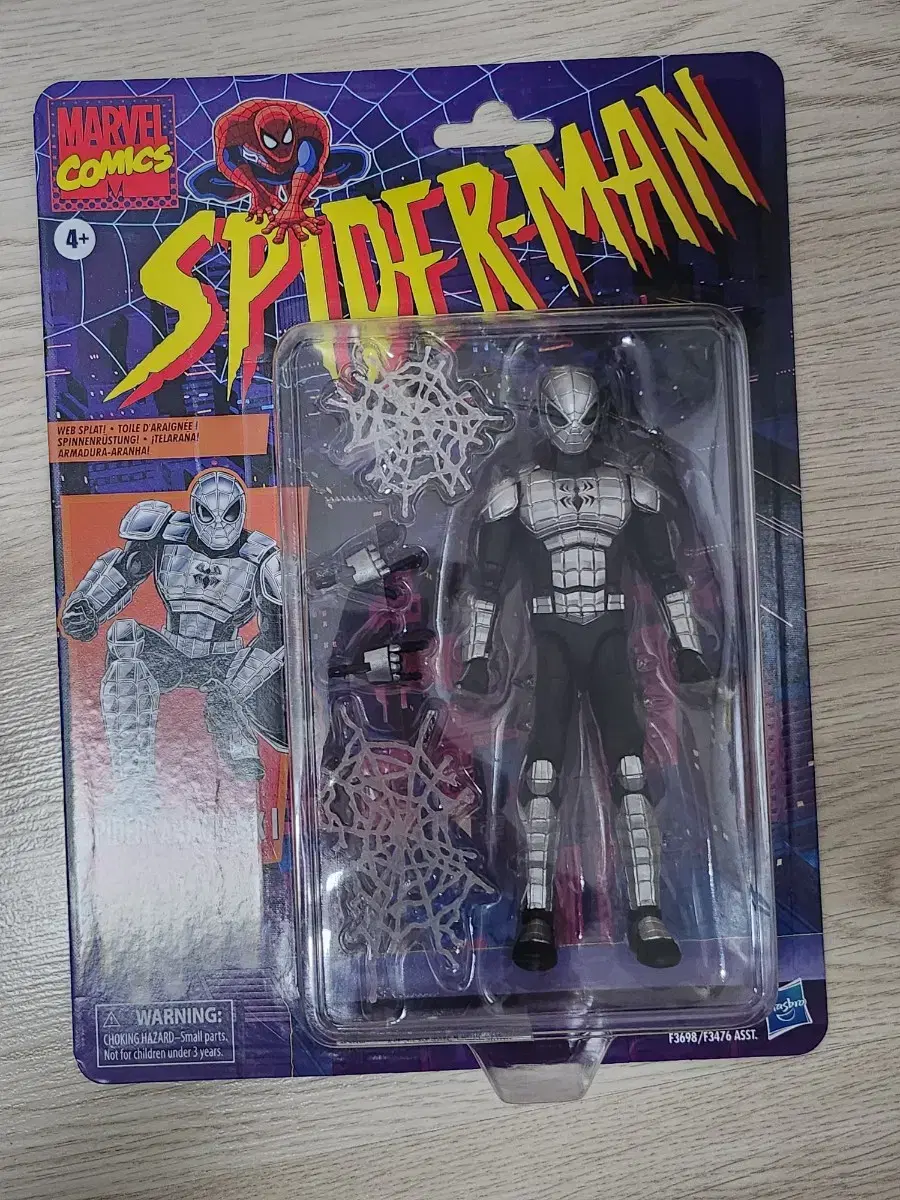 MARVEL
COMICS
M
4+
SPIDER-MAN
WEB SPLAT! • TOILE D'ARAIGNEE !
SPINNENRÜSTUNG! • ¡TELARANA!
ARMADURA-ARANHA!
WARNING:
CHOKING HAZARD–Small parts.
Not for children under 3 years.
Hasbro
F3698/F3476 ASST.